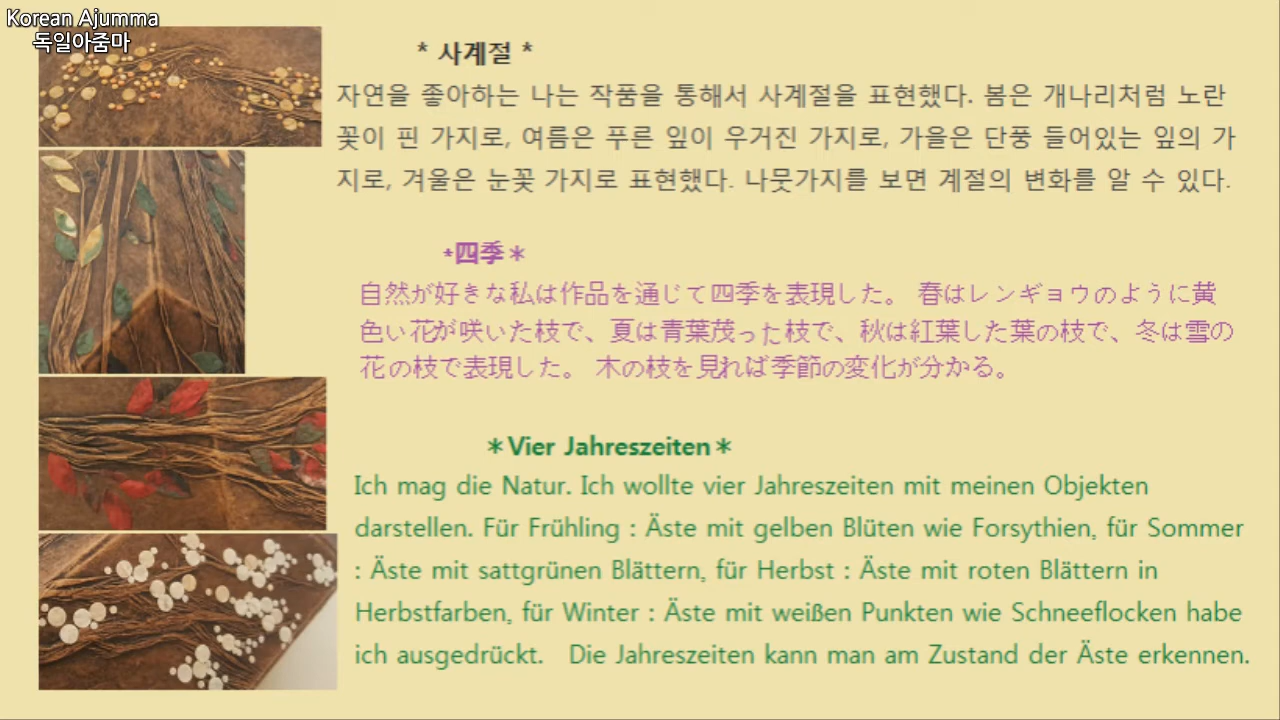 Korean Ajumma
독일아줌마
* 사계절 *
자연을 좋아하는 나는 작품을 통해서 사계절을 표현했다. 봄은 개나리처럼 노란
꽃이 핀 가지로, 여름은 푸른 잎이 우거진 가지로, 가을은 단풍 들어있는 잎의 가
지로, 겨울은 눈꽃 가지로 표현했다. 나뭇가지를 보면 계절의 변화를 알 수 있다.
*四季*
自然が好きな私は作品を通じて四季を表現した。 春はレンギョウのように黄
色い花が咲いた枝で、夏は青葉茂った枝で、秋は紅葉した葉の枝で、冬は雪の
花の枝で表現した。 木の枝を見れば季節の変化が分かる。
*Vier Jahreszeiten*
Ich mag die Natur. Ich wollte vier Jahreszeiten mit meinen Objekten
darstellen. Für Frühling : Äste mit gelben Blüten wie Forsythien, für Sommer
: Äste mit sattgrünen Blättern, für Herbst : Äste mit roten Blättern in
Herbstfarben, für Winter : Äste mit weißen Punkten wie Schneeflocken habe
ich ausgedrückt. Die Jahreszeiten kann man am Zustand der Äste erkennen.